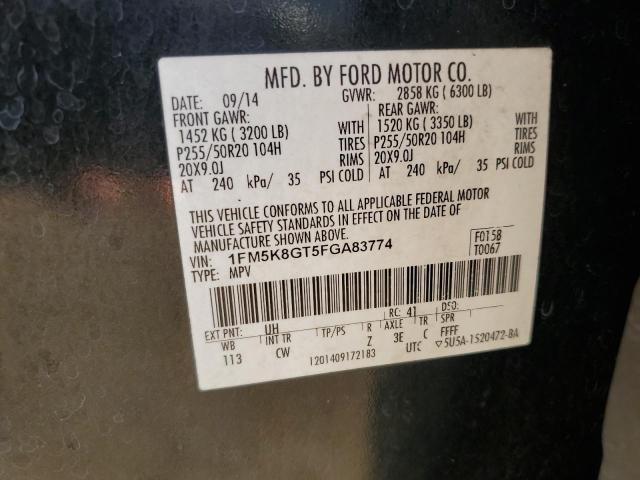 MFD. BY FORD MOTOR CO.
DATE: 09/14 GVWR: 2858 KG ( 6300 LB)
FRONT GAWR: REAR GAWR:
1452 KG ( 3200 LB) WITH 1520 KG ( 3350 LB) WITH
P255/50R20 104H TIRES P255/50R20 104H TIRES
20X9.0J RIMS 20X9.0J RIMS
AT 240 kPa/ 35 PSI COLD AT 240 kPa/ 35 PSI COLD
THIS VEHICLE CONFORMS TO ALL APPLICABLE FEDERAL MOTOR
VEHICLE SAFETY STANDARDS IN EFFECT ON THE DATE OF
MANUFACTURE SHOWN ABOVE.
VIN: 1FM5K8GT5FGA83774 F0158
TYPE: MPV T0067
EXT PNT: UH RC: 41 DSO:
WB INT TR TP/PS R AXLE TR SPR
113 CW Z 3E C FFFF
1201409172183 UTC ▽5U5A-1520472-BA